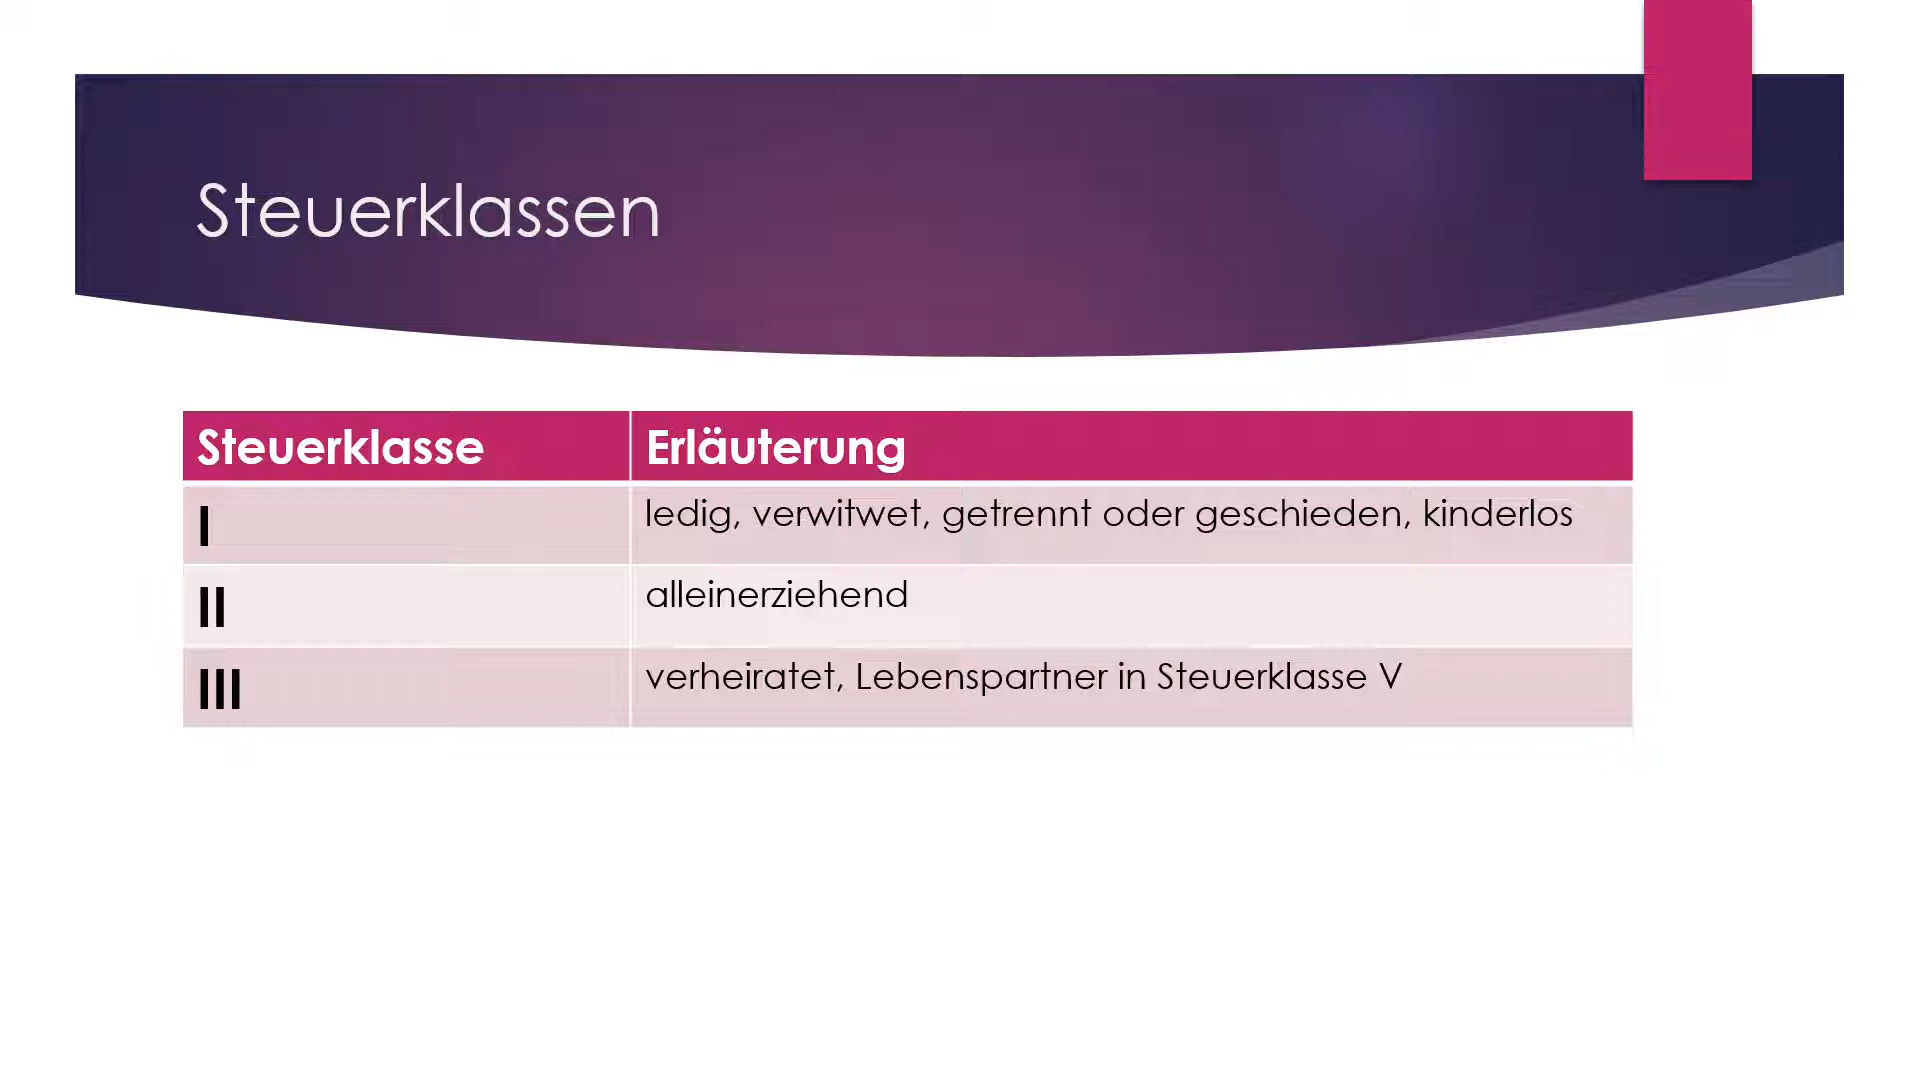 Steuerklassen
Steuerklasse Erläuterung
I ledig, verwitwet, getrennt oder geschieden, kinderlos
II alleinerziehend
III verheiratet, Lebenspartner in Steuerklasse V